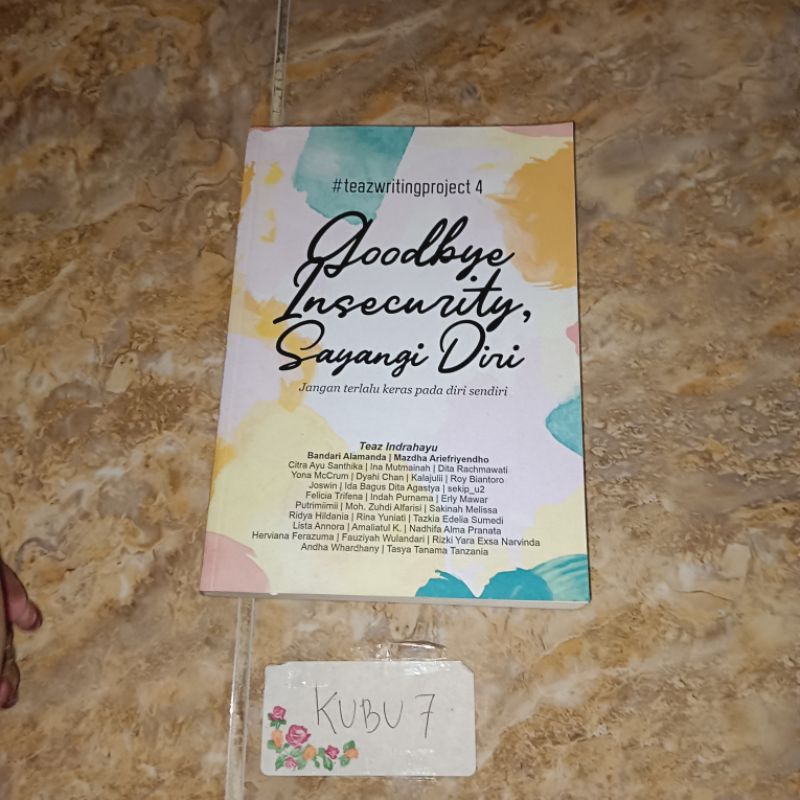 #teazwritingproject 4
Goodbye
Insecurity,
Sayangi Diri
Jangan terlalu keras pada diri sendiri
Teaz Indrahayu
Bandari Alamanda | Mazdha Ariefriyendho
Citra Ayu Santhika | Ina Mutmainah | Dita Rachmawati
Yona McCrum | Dyahi Chan | Kalajulii | Roy Biantoro
Joswin | Ida Bagus Dita Agastya | sekip_u2
Felicia Trifena | Indah Purnama | Erly Mawar
Putrimiimii | Moh. Zuhdi Alfarisi | Sakinah Melissa
Ridya Hildania | Rina Yuniati | Tazkia Edelia Sumedi
Lista Annora | Amaliatul K. | Nadhifa Alma Pranata
Herviana Ferazuma | Fauziyah Wulandari | Rizki Yara Exsa Narvinda
Andha Whardhany | Tasya Tanama Tanzania
KUBU 7